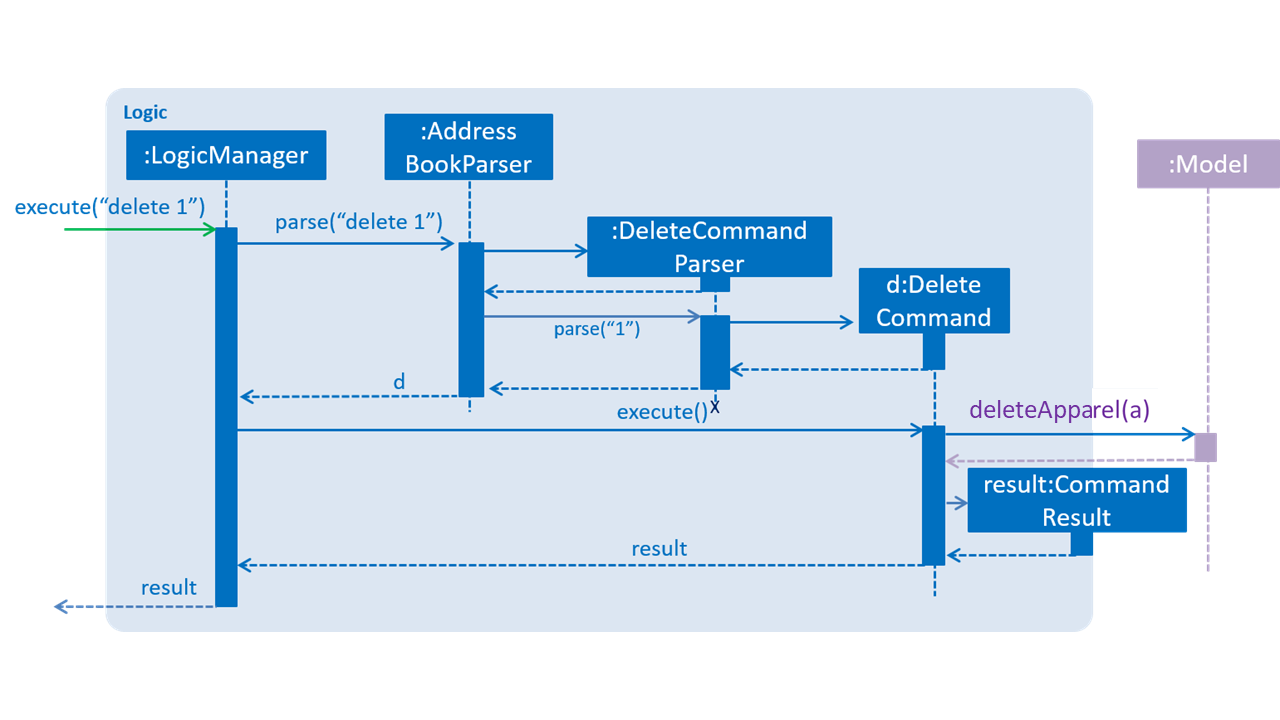 Logic
:LogicManager
:Address
BookParser
:Model
execute(“delete 1”)
parse(“delete 1”)
:DeleteCommand
Parser
d:Delete
Command
parse(“1”)
d
execute()
X
deleteApparel(a)
result:Command
Result
result
result